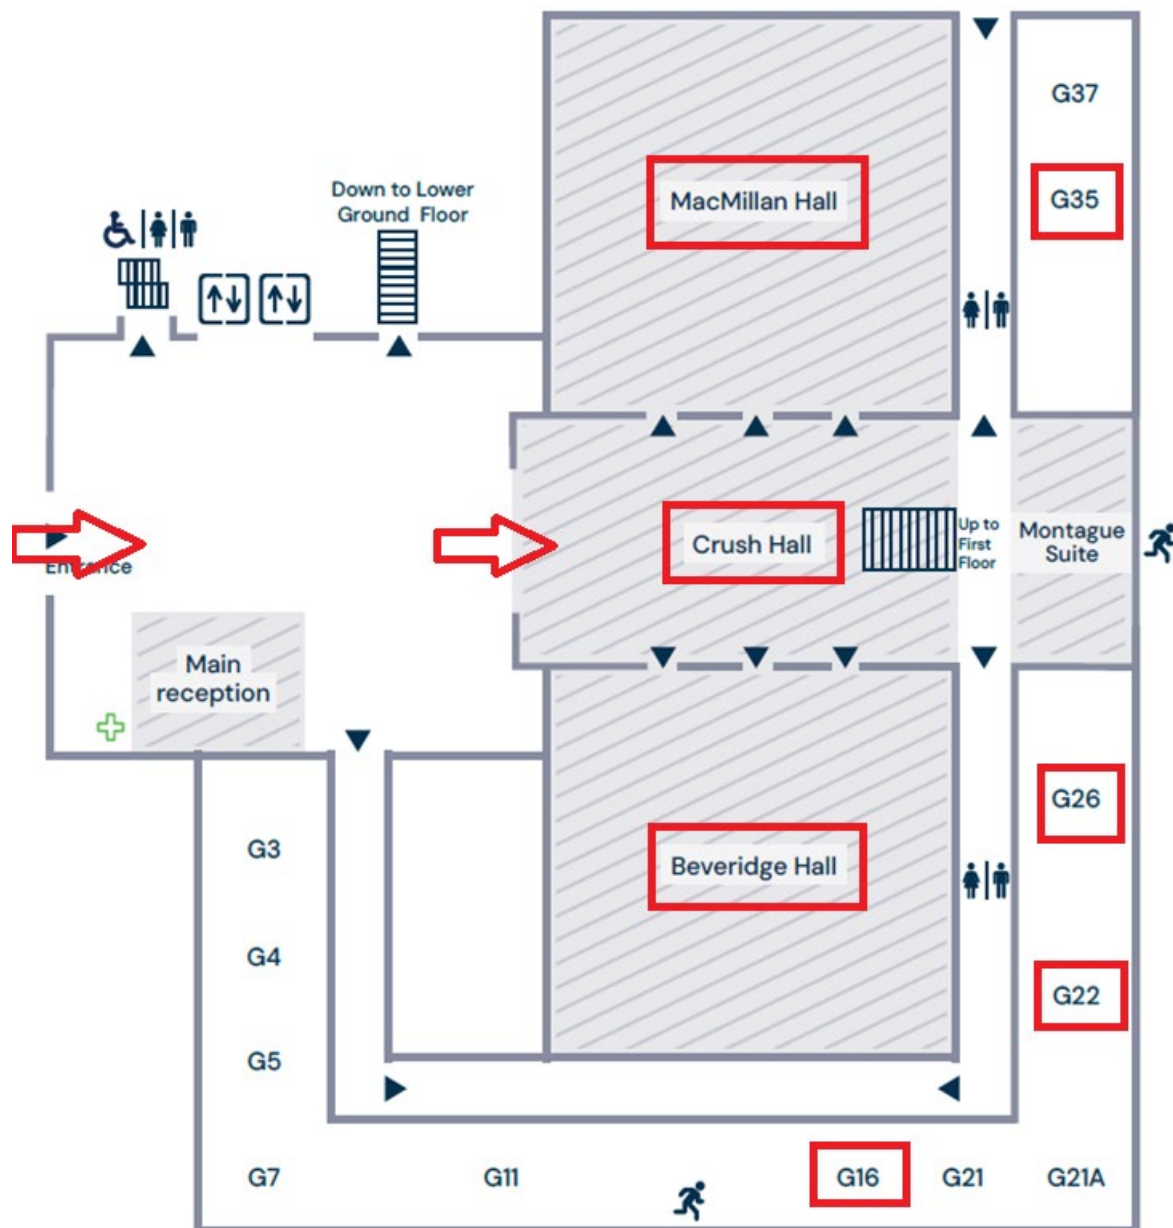 G37
MacMillan Hall
G35
Down to Lower
Ground Floor
Crush Hall
Up to
First
Floor
Montague
Suite
Entrance
Main
reception
G26
Beveridge Hall
G3
G4
G22
G5
G7
G11
G16
G21
G21A